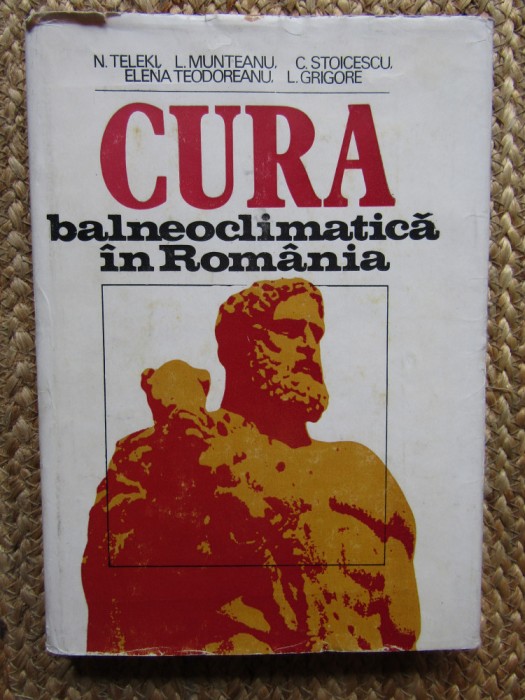 N. TELEKI, L. MUNTEANU, C. STOICESCU,
ELENA TEODOREANU, L. GRIGORE
CURA
balneoclimatică
în România